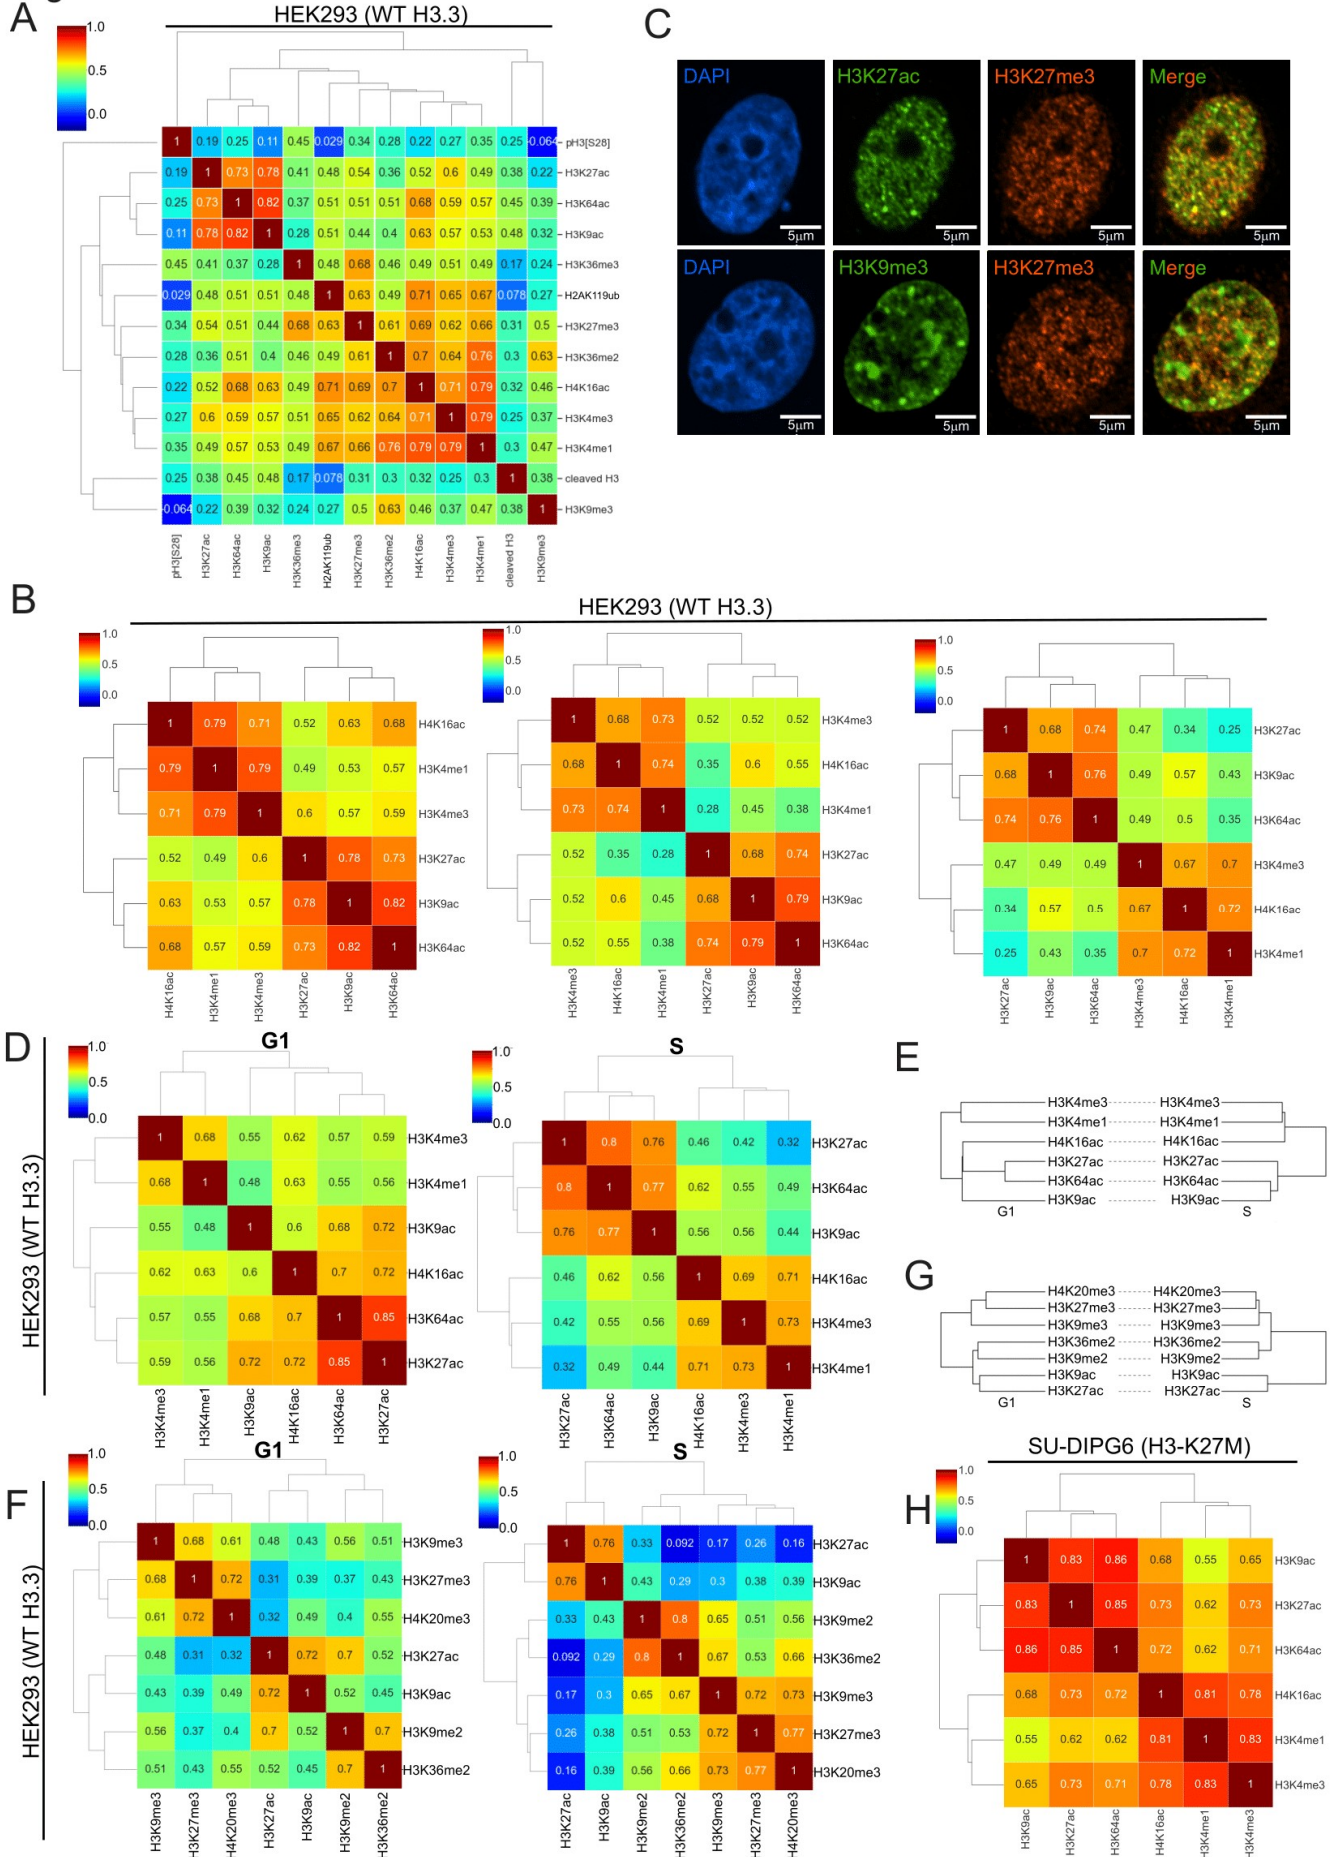 A
HEK293 (WT H3.3)
1.0
0.5
0.0
1 0.19 0.25 0.11 0.45 0.029 0.34 0.28 0.22 0.27 0.35 0.25 -0.064 pH3[S28]
0.19 1 0.73 0.78 0.41 0.48 0.54 0.36 0.52 0.6 0.49 0.38 0.22 H3K27ac
0.25 0.73 1 0.82 0.37 0.51 0.51 0.51 0.68 0.59 0.57 0.45 0.39 H3K64ac
0.11 0.78 0.82 1 0.28 0.51 0.44 0.4 0.63 0.57 0.53 0.48 0.32 H3K9ac
0.45 0.41 0.37 0.28 1 0.48 0.68 0.46 0.49 0.51 0.49 0.17 0.24 H3K36me3
0.029 0.48 0.51 0.51 0.48 1 0.63 0.49 0.71 0.65 0.67 0.078 0.27 H2AK119ub
0.34 0.54 0.51 0.44 0.68 0.63 1 0.61 0.69 0.62 0.66 0.31 0.5 H3K27me3
0.28 0.36 0.51 0.4 0.46 0.49 0.61 1 0.7 0.64 0.76 0.3 0.63 H3K36me2
0.22 0.52 0.68 0.63 0.49 0.71 0.69 0.7 1 0.71 0.79 0.32 0.46 H4K16ac
0.27 0.6 0.59 0.57 0.51 0.65 0.62 0.64 0.71 1 0.79 0.25 0.37 H3K4me3
0.35 0.49 0.57 0.53 0.49 0.67 0.66 0.76 0.79 0.79 1 0.3 0.47 H3K4me1
0.25 0.38 0.45 0.48 0.17 0.078 0.31 0.3 0.32 0.25 0.3 1 0.38 cleaved H3
-0.064 0.22 0.39 0.32 0.24 0.27 0.5 0.63 0.46 0.37 0.47 0.38 1 H3K9me3
pH3[S28] H3K27ac H3K64ac H3K9ac H3K36me3 H2AK119ub H3K27me3 H3K36me2 H4K16ac H3K4me3 H3K4me1 cleaved H3 H3K9me3
C
DAPI H3K27ac H3K27me3 Merge
5μm 5μm 5μm 5μm
DAPI H3K9me3 H3K27me3 Merge
5μm 5μm 5μm 5μm
B
HEK293 (WT H3.3)
1.0
0.5
0.0
1 0.79 0.71 0.52 0.63 0.68 H4K16ac
0.79 1 0.79 0.49 0.53 0.57 H3K4me1
0.71 0.79 1 0.6 0.57 0.59 H3K4me3
0.52 0.49 0.6 1 0.78 0.73 H3K27ac
0.63 0.53 0.57 0.78 1 0.82 H3K9ac
0.68 0.57 0.59 0.73 0.82 1 H3K64ac
H4K16ac H3K4me1 H3K4me3 H3K27ac H3K9ac H3K64ac
1.0
0.5
0.0
1 0.68 0.73 0.52 0.52 0.52 H3K4me3
0.68 1 0.74 0.35 0.6 0.55 H4K16ac
0.73 0.74 1 0.28 0.45 0.38 H3K4me1
0.52 0.35 0.28 1 0.68 0.74 H3K27ac
0.52 0.6 0.45 0.68 1 0.79 H3K9ac
0.52 0.55 0.38 0.74 0.79 1 H3K64ac
H3K4me3 H4K16ac H3K4me1 H3K27ac H3K9ac H3K64ac
1.0
0.5
0.0
1 0.68 0.74 0.47 0.34 0.25 H3K27ac
0.68 1 0.76 0.49 0.57 0.43 H3K9ac
0.74 0.76 1 0.49 0.5 0.35 H3K64ac
0.47 0.49 0.49 1 0.67 0.7 H3K4me3
0.34 0.57 0.5 0.67 1 0.72 H4K16ac
0.25 0.43 0.35 0.7 0.72 1 H3K4me1
H3K27ac H3K9ac H3K64ac H3K4me3 H4K16ac H3K4me1
D
HEK293 (WT H3.3)
G1
1.0
0.5
0.0
1 0.68 0.55 0.62 0.57 0.59 H3K4me3
0.68 1 0.48 0.63 0.55 0.56 H3K4me1
0.55 0.48 1 0.6 0.68 0.72 H3K9ac
0.62 0.63 0.6 1 0.7 0.72 H4K16ac
0.57 0.55 0.68 0.7 1 0.85 H3K64ac
0.59 0.56 0.72 0.72 0.85 1 H3K27ac
H3K4me3 H3K4me1 H3K9ac H4K16ac H3K64ac H3K27ac
S
1.0
0.5
0.0
1 0.8 0.76 0.46 0.42 0.32 H3K27ac
0.8 1 0.77 0.62 0.55 0.49 H3K64ac
0.76 0.77 1 0.56 0.56 0.44 H3K9ac
0.46 0.62 0.56 1 0.69 0.71 H4K16ac
0.42 0.55 0.56 0.69 1 0.73 H3K4me3
0.32 0.49 0.44 0.71 0.73 1 H3K4me1
H3K27ac H3K64ac H3K9ac H4K16ac H3K4me3 H3K4me1
E
H3K4me3 H3K4me3
H3K4me1 H3K4me1
H4K16ac H4K16ac
H3K27ac H3K27ac
H3K64ac H3K64ac
H3K9ac H3K9ac
G1 S
G
H4K20me3 H4K20me3
H3K27me3 H3K27me3
H3K9me3 H3K9me3
H3K36me2 H3K36me2
H3K9me2 H3K9me2
H3K9ac H3K9ac
H3K27ac H3K27ac
G1 S
F
HEK293 (WT H3.3)
G1
1.0
0.5
0.0
1 0.68 0.61 0.48 0.43 0.56 0.51 H3K9me3
0.68 1 0.72 0.31 0.39 0.37 0.43 H3K27me3
0.61 0.72 1 0.32 0.49 0.4 0.55 H4K20me3
0.48 0.31 0.32 1 0.72 0.7 0.52 H3K27ac
0.43 0.39 0.49 0.72 1 0.52 0.45 H3K9ac
0.56 0.37 0.4 0.7 0.52 1 0.7 H3K9me2
0.51 0.43 0.55 0.52 0.45 0.7 1 H3K36me2
H3K9me3 H3K27me3 H4K20me3 H3K27ac H3K9ac H3K9me2 H3K36me2
S
1.0
0.5
0.0
1 0.76 0.33 0.092 0.17 0.26 0.16 H3K27ac
0.76 1 0.43 0.29 0.3 0.38 0.39 H3K9ac
0.33 0.43 1 0.8 0.65 0.51 0.56 H3K9me2
0.092 0.29 0.8 1 0.67 0.53 0.66 H3K36me2
0.17 0.3 0.65 0.67 1 0.72 0.73 H3K9me3
0.26 0.38 0.51 0.53 0.72 1 0.77 H3K27me3
0.16 0.39 0.56 0.66 0.73 0.77 1 H3K20me3
H3K27ac H3K9ac H3K9me2 H3K36me2 H3K9me3 H3K27me3 H4K20me3
H
SU-DIPG6 (H3-K27M)
1.0
0.5
0.0
1 0.83 0.86 0.68 0.55 0.65 H3K9ac
0.83 1 0.85 0.73 0.62 0.73 H3K27ac
0.86 0.85 1 0.72 0.62 0.71 H3K64ac
0.68 0.73 0.72 1 0.81 0.78 H4K16ac
0.55 0.62 0.62 0.81 1 0.83 H3K4me1
0.65 0.73 0.71 0.78 0.83 1 H3K4me3
H3K9ac H3K27ac H3K64ac H4K16ac H3K4me1 H3K4me3